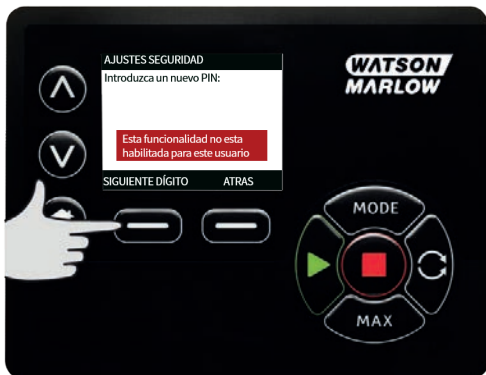 AJUSTES SEGURIDAD
Introduzca un nuevo PIN:
Esta funcionalidad no esta
habilitada para este usuario
SIGUIENTE DÍGITO ATRAS
WATSON
MARLOW
MODE
MAX